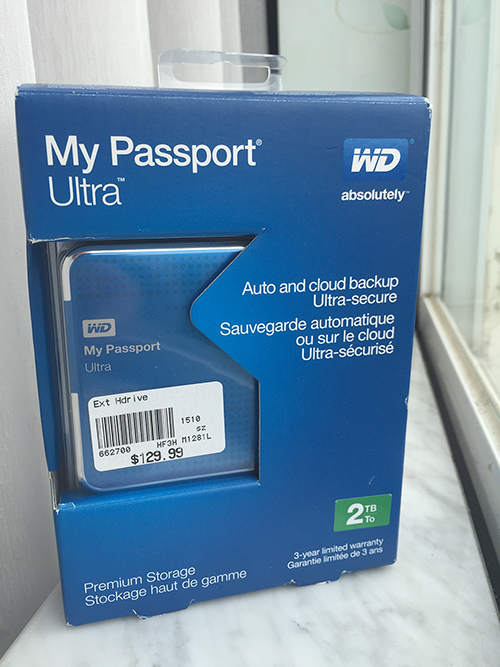 My Passport®
Ultra™
WD
absolutely™
Auto and cloud backup
Ultra-secure
Sauvegarde automatique
ou sur le cloud
Ultra-sécurisé
WD
My Passport
Ultra
Ext Hdrive
1510
sz
662700 HF3H M1281L
$129.99
2 TB
To
3-year limited warranty
Garantie limitée de 3 ans
Premium Storage
Stockage haut de gamme